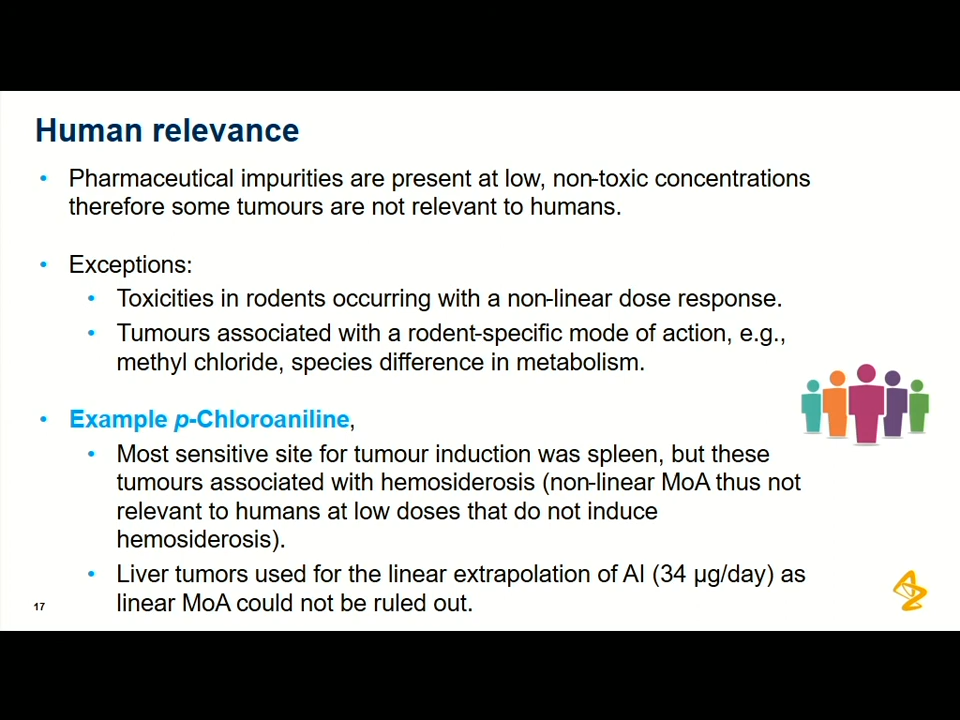 Human relevance
• Pharmaceutical impurities are present at low, non-toxic concentrations
therefore some tumours are not relevant to humans.
• Exceptions:
• Toxicities in rodents occurring with a non-linear dose response.
• Tumours associated with a rodent-specific mode of action, e.g.,
methyl chloride, species difference in metabolism.
• Example p-Chloroaniline,
• Most sensitive site for tumour induction was spleen, but these
tumours associated with hemosiderosis (non-linear MoA thus not
relevant to humans at low doses that do not induce
hemosiderosis).
• Liver tumors used for the linear extrapolation of AI (34 µg/day) as
linear MoA could not be ruled out.
17